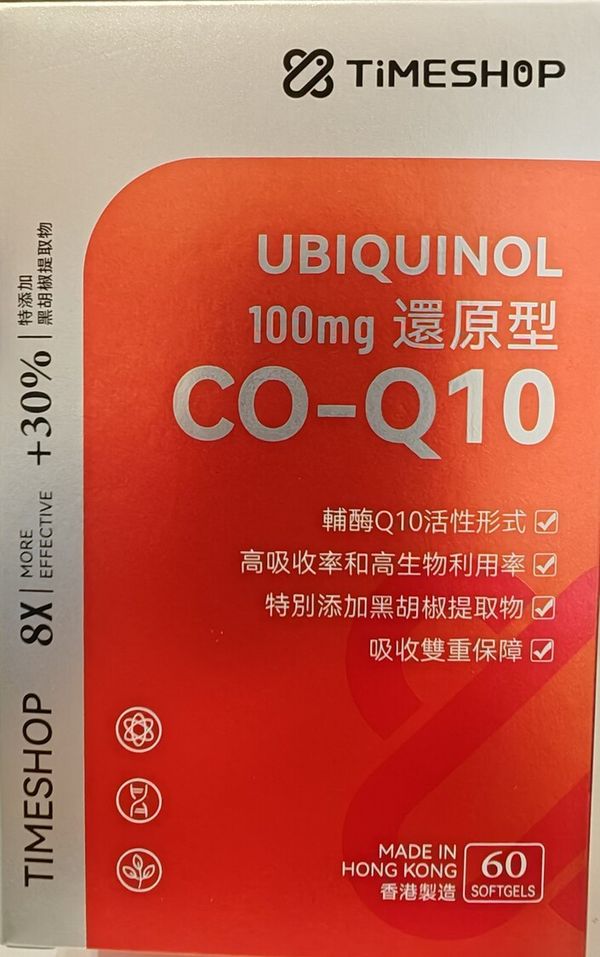 TiMESHOP
UBIQUINOL
100mg 還原型
CO-Q10
輔酶Q10活性形式
高吸收率和高生物利用率
特別添加黑胡椒提取物
吸收雙重保障
MADE IN
HONG KONG
香港製造
60
SOFTGELS
TIMESHOP
8X
MORE
EFFECTIVE
+30%
特添加
黑胡椒提取物